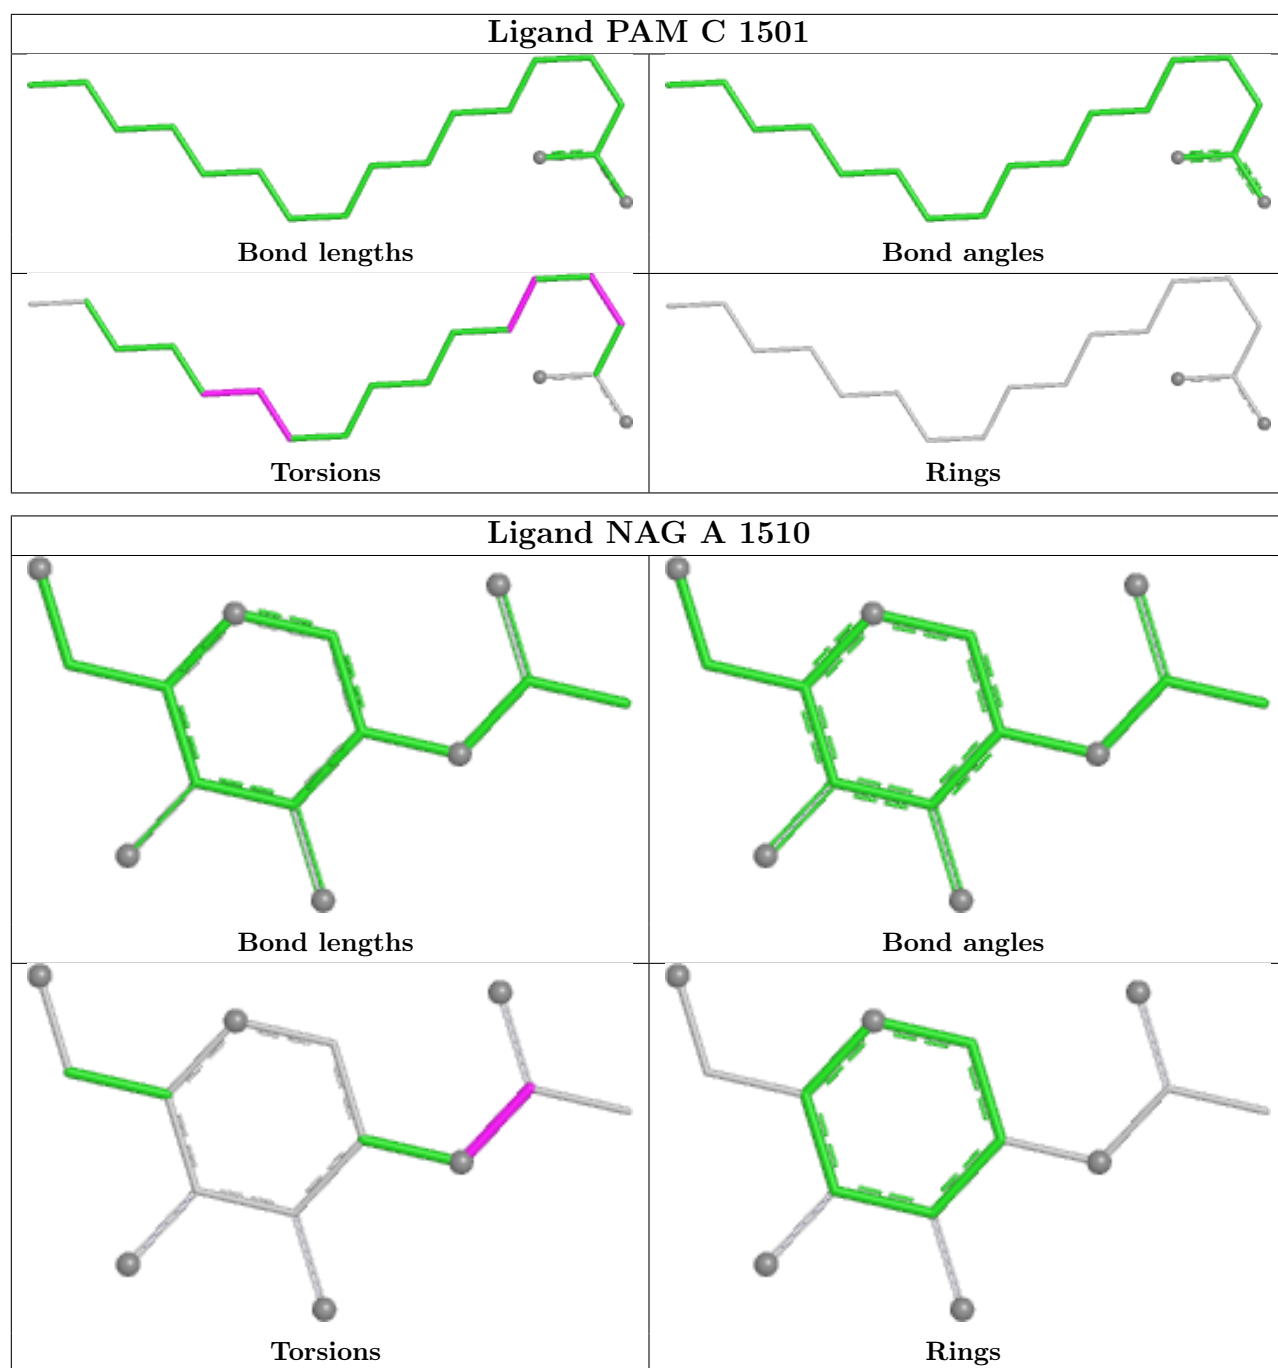 Ligand PAM C 1501
Bond lengths
Bond angles
Torsions
Rings
Ligand NAG A 1510
Bond lengths
Bond angles
Torsions
Rings